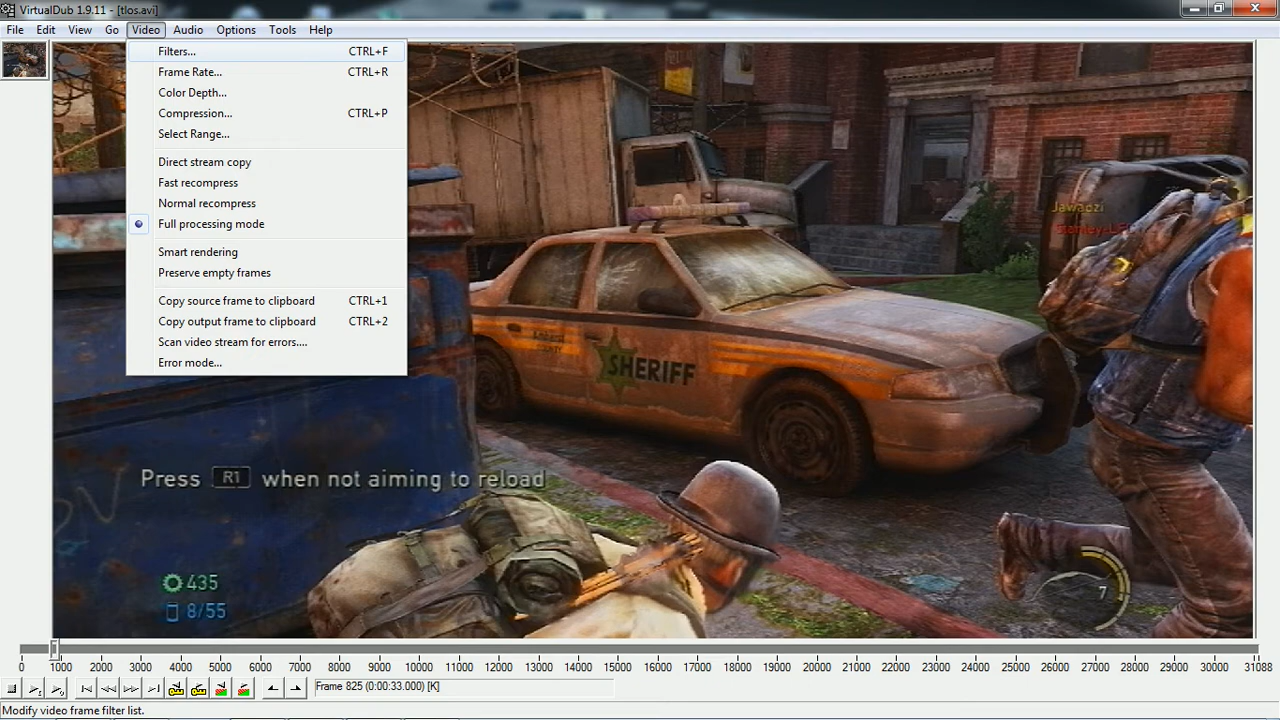 VirtualDub 1.9.11 - [tlos.avi]
File Edit View Go Video Audio Options Tools Help
Filters... CTRL+F
Frame Rate... CTRL+R
Color Depth...
Compression... CTRL+P
Select Range...
Direct stream copy
Fast recompress
Normal recompress
Full processing mode
Smart rendering
Preserve empty frames
Copy source frame to clipboard CTRL+1
Copy output frame to clipboard CTRL+2
Scan video stream for errors....
Error mode...
Jawadzi
SHERIFF
Press R1 when not aiming to reload
435
8/55
7
0 1000 2000 3000 4000 5000 6000 7000 8000 9000 10000 11000 12000 13000 14000 15000 16000 17000 18000 19000 20000 21000 22000 23000 24000 25000 26000 27000 28000 29000 30000 31088
Frame 825 (0:00:33.000) [K]
Modify video frame filter list.